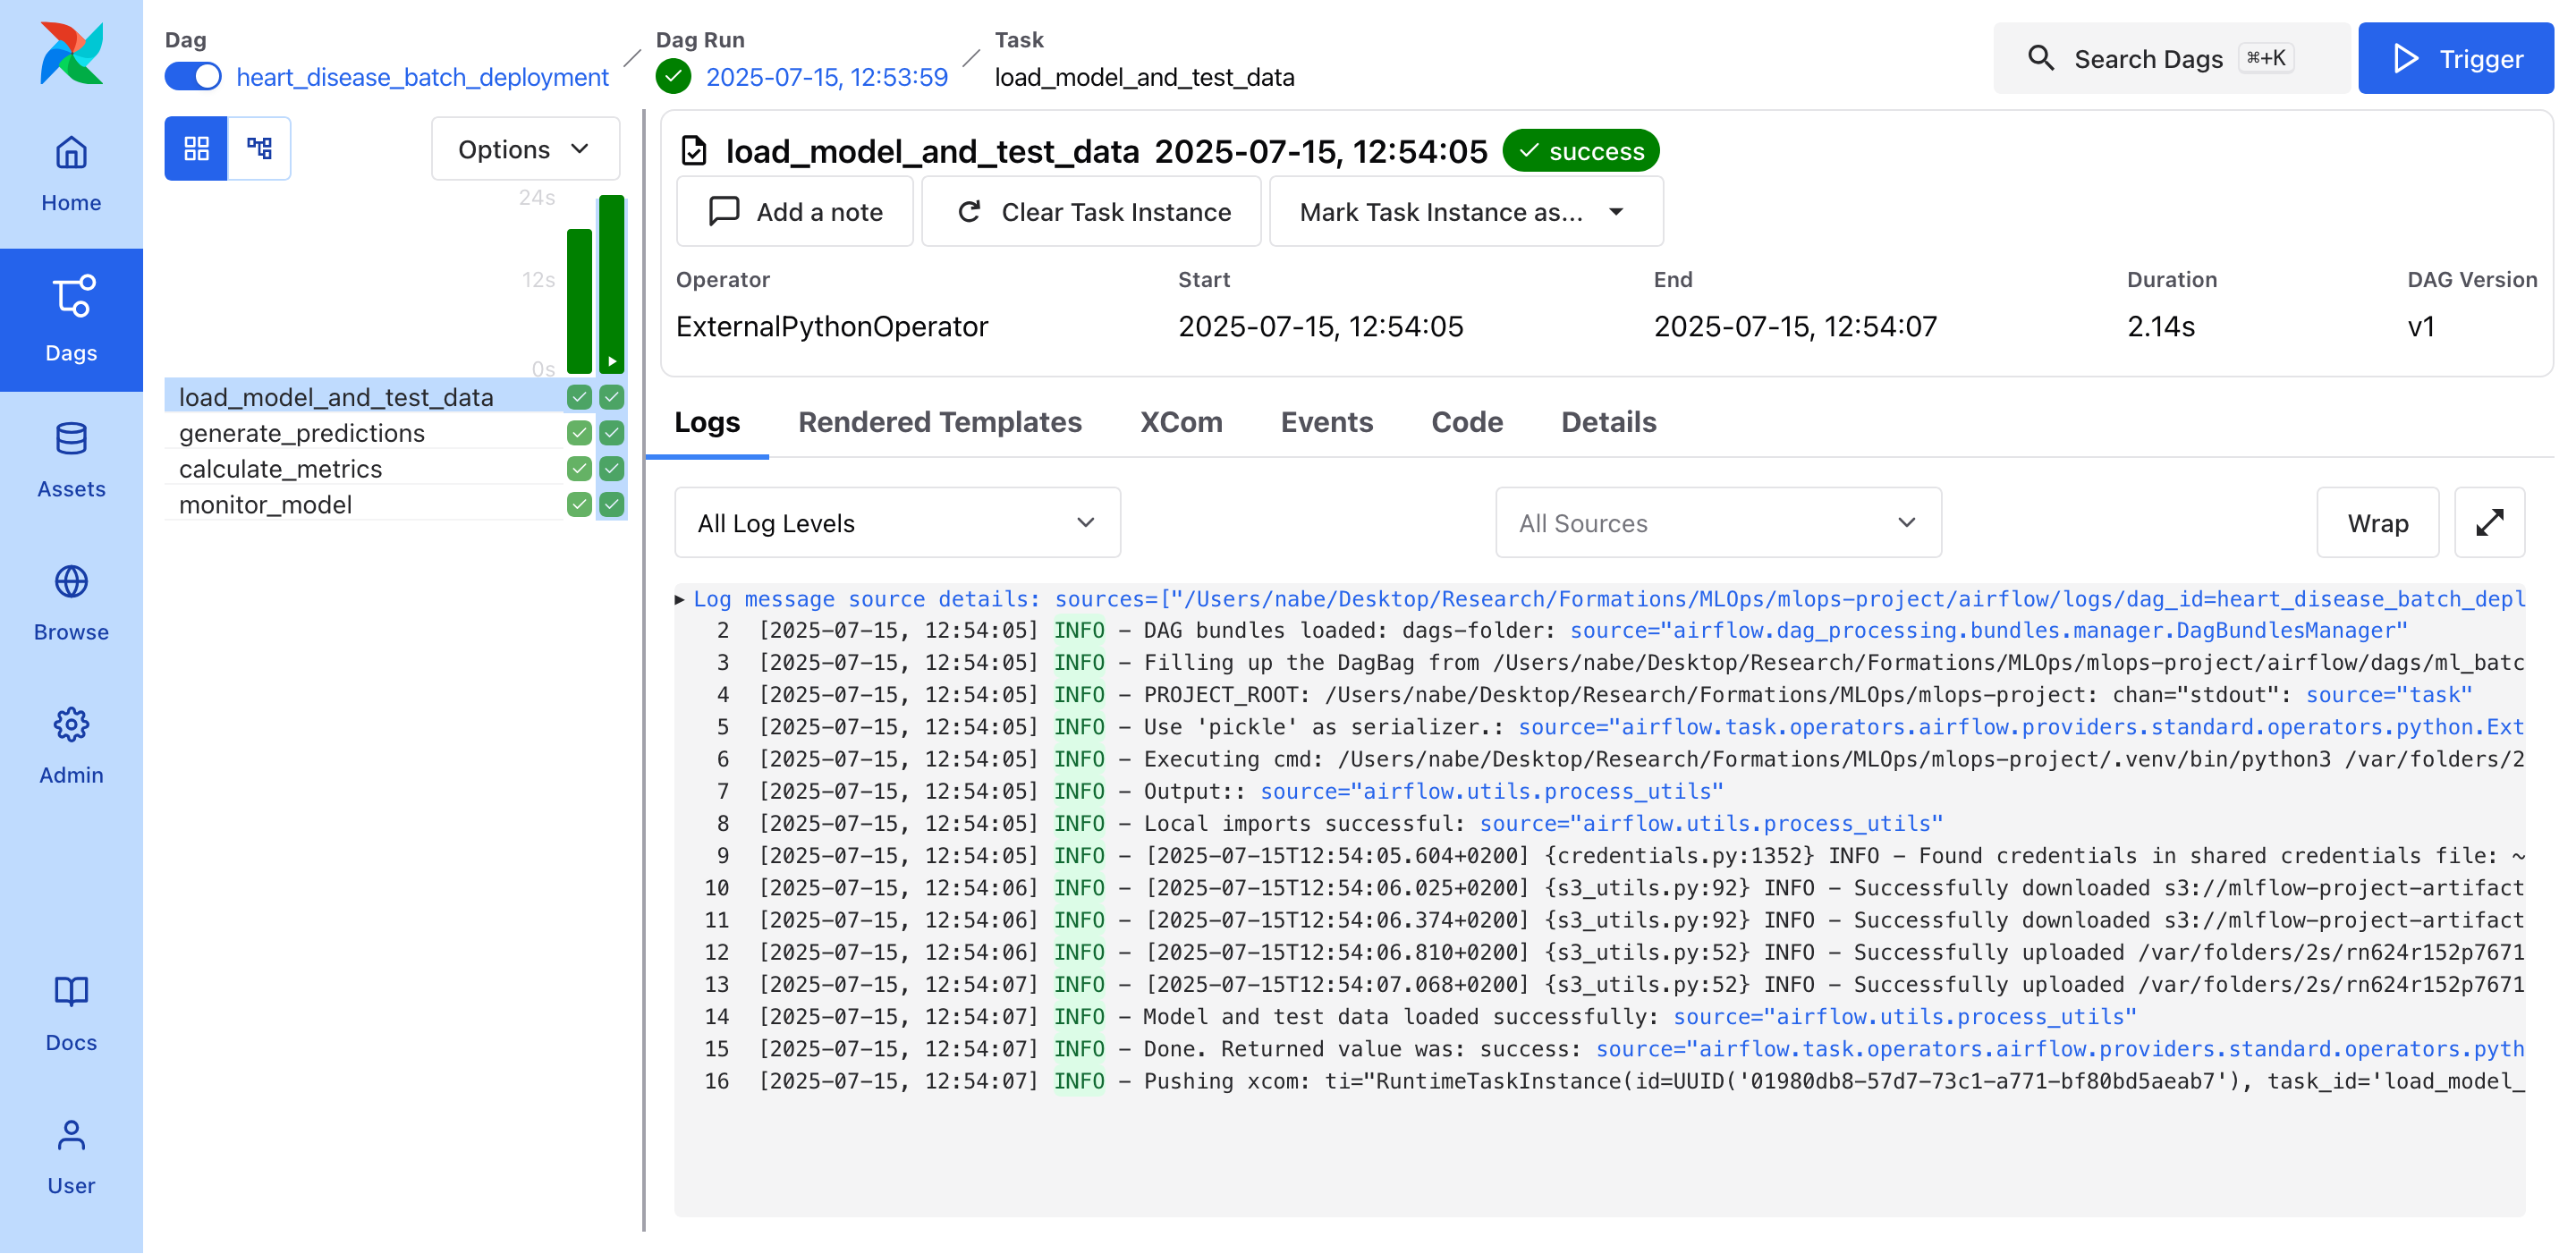 Home
Dags
Assets
Browse
Admin
Docs
User
Dag
heart_disease_batch_deployment
Dag Run
2025-07-15, 12:53:59
Task
load_model_and_test_data
Search Dags ⌘+K
Trigger
Options
24s
12s
0s
load_model_and_test_data
generate_predictions
calculate_metrics
monitor_model
load_model_and_test_data 2025-07-15, 12:54:05 success
Add a note
Clear Task Instance
Mark Task Instance as...
Operator Start End Duration DAG Version
ExternalPythonOperator 2025-07-15, 12:54:05 2025-07-15, 12:54:07 2.14s v1
Logs Rendered Templates XCom Events Code Details
All Log Levels All Sources Wrap
Log message source details: sources=["/Users/nabe/Desktop/Research/Formations/MLOps/mlops-project/airflow/logs/dag_id=heart_disease_batch_depl
2 [2025-07-15, 12:54:05] INFO - DAG bundles loaded: dags-folder: source="airflow.dag_processing.bundles.manager.DagBundlesManager"
3 [2025-07-15, 12:54:05] INFO - Filling up the DagBag from /Users/nabe/Desktop/Research/Formations/MLOps/mlops-project/airflow/dags/ml_batc
4 [2025-07-15, 12:54:05] INFO - PROJECT_ROOT: /Users/nabe/Desktop/Research/Formations/MLOps/mlops-project: chan="stdout": source="task"
5 [2025-07-15, 12:54:05] INFO - Use 'pickle' as serializer.: source="airflow.task.operators.airflow.providers.standard.operators.python.Ext
6 [2025-07-15, 12:54:05] INFO - Executing cmd: /Users/nabe/Desktop/Research/Formations/MLOps/mlops-project/.venv/bin/python3 /var/folders/2
7 [2025-07-15, 12:54:05] INFO - Output:: source="airflow.utils.process_utils"
8 [2025-07-15, 12:54:05] INFO - Local imports successful: source="airflow.utils.process_utils"
9 [2025-07-15, 12:54:05] INFO - [2025-07-15T12:54:05.604+0200] {credentials.py:1352} INFO - Found credentials in shared credentials file: ~
10 [2025-07-15, 12:54:06] INFO - [2025-07-15T12:54:06.025+0200] {s3_utils.py:92} INFO - Successfully downloaded s3://mlflow-project-artifact
11 [2025-07-15, 12:54:06] INFO - [2025-07-15T12:54:06.374+0200] {s3_utils.py:92} INFO - Successfully downloaded s3://mlflow-project-artifact
12 [2025-07-15, 12:54:06] INFO - [2025-07-15T12:54:06.810+0200] {s3_utils.py:52} INFO - Successfully uploaded /var/folders/2s/rn624r152p7671
13 [2025-07-15, 12:54:07] INFO - [2025-07-15T12:54:07.068+0200] {s3_utils.py:52} INFO - Successfully uploaded /var/folders/2s/rn624r152p7671
14 [2025-07-15, 12:54:07] INFO - Model and test data loaded successfully: source="airflow.utils.process_utils"
15 [2025-07-15, 12:54:07] INFO - Done. Returned value was: success: source="airflow.task.operators.airflow.providers.standard.operators.pyth
16 [2025-07-15, 12:54:07] INFO - Pushing xcom: ti="RuntimeTaskInstance(id=UUID('01980db8-57d7-73c1-a771-bf80bd5aeab7'), task_id='load_model_